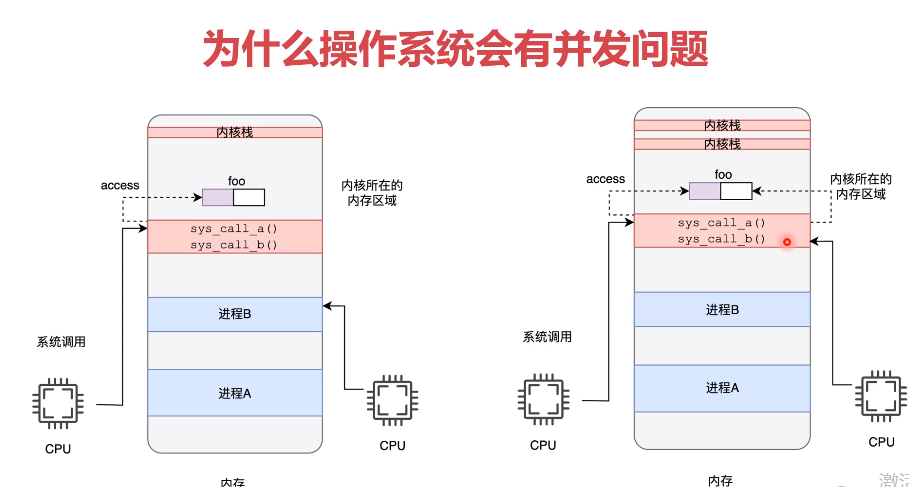 为什么操作系统会有并发问题
内核栈
access
foo
内核所在的
内存区域
sys_call_a()
sys_call_b()
进程B
系统调用
进程A
CPU
CPU
内存
内核栈
内核栈
access
foo
内核所在的
内存区域
sys_call_a()
sys_call_b()
进程B
系统调用
进程A
CPU
CPU
内存
激活